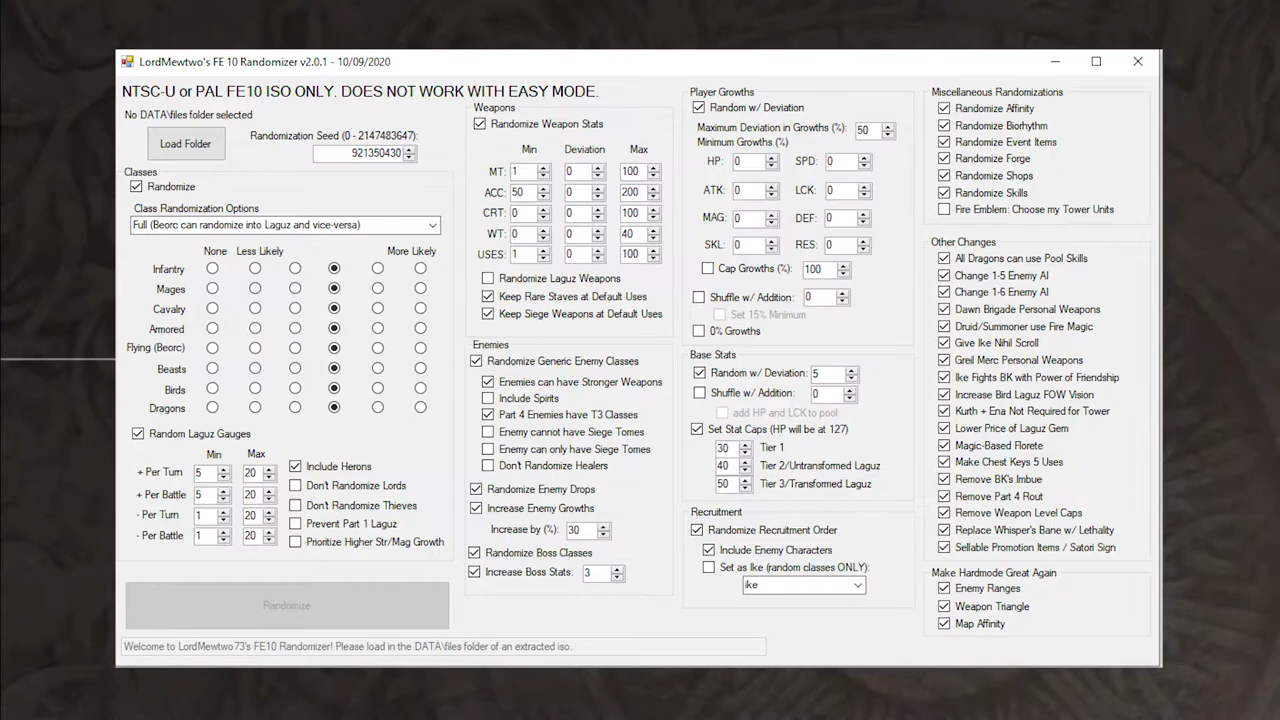 LordMewtwo's FE 10 Randomizer v2.0.1 - 10/09/2020
NTSC-U or PAL FE10 ISO ONLY. DOES NOT WORK WITH EASY MODE.
No DATA\files folder selected
Load Folder
Randomization Seed (0 - 2147483647):
921350430
Classes
Randomize
Class Randomization Options
Full (Beorc can randomize into Laguz and vice-versa)
None Less Likely More Likely
Infantry
Mages
Cavalry
Armored
Flying (Beorc)
Beasts
Birds
Dragons
Random Laguz Gauges
Min Max
+ Per Turn 5 20
+ Per Battle 5 20
- Per Turn 1 20
- Per Battle 1 20
Include Herons
Don't Randomize Lords
Don't Randomize Thieves
Prevent Part 1 Laguz
Prioritize Higher Str/Mag Growth
Randomize
Welcome to LordMewtwo73's FE10 Randomizer! Please load in the DATA\files folder of an extracted iso.
Weapons
Randomize Weapon Stats
Min Deviation Max
MT: 1 0 100
ACC: 50 0 200
CRT: 0 0 100
WT: 0 0 40
USES: 1 0 100
Randomize Laguz Weapons
Keep Rare Staves at Default Uses
Keep Siege Weapons at Default Uses
Enemies
Randomize Generic Enemy Classes
Enemies can have Stronger Weapons
Include Spirits
Part 4 Enemies have T3 Classes
Enemy cannot have Siege Tomes
Enemy can only have Siege Tomes
Don't Randomize Healers
Randomize Enemy Drops
Increase Enemy Growths
Increase by (%): 30
Randomize Boss Classes
Increase Boss Stats: 3
Player Growths
Random w/ Deviation
Maximum Deviation in Growths (%): 50
Minimum Growths (%)
HP: 0 SPD: 0
ATK: 0 LCK: 0
MAG: 0 DEF: 0
SKL: 0 RES: 0
Cap Growths (%): 100
Shuffle w/ Addition: 0
Set 15% Minimum
0% Growths
Base Stats
Random w/ Deviation: 5
Shuffle w/ Addition: 0
add HP and LCK to pool
Set Stat Caps (HP will be at 127)
30 Tier 1
40 Tier 2/Untransformed Laguz
50 Tier 3/Transformed Laguz
Recruitment
Randomize Recruitment Order
Include Enemy Characters
Set as Ike (random classes ONLY):
ike
Miscellaneous Randomizations
Randomize Affinity
Randomize Biorhythm
Randomize Event Items
Randomize Forge
Randomize Shops
Randomize Skills
Fire Emblem: Choose my Tower Units
Other Changes
All Dragons can use Pool Skills
Change 1-5 Enemy AI
Change 1-6 Enemy AI
Dawn Brigade Personal Weapons
Druid/Summoner use Fire Magic
Give Ike Nihil Scroll
Greil Merc Personal Weapons
Ike Fights BK with Power of Friendship
Increase Bird Laguz FOW Vision
Kurth + Ena Not Required for Tower
Lower Price of Laguz Gem
Magic-Based Florete
Make Chest Keys 5 Uses
Remove BK's Imbue
Remove Part 4 Rout
Remove Weapon Level Caps
Replace Whisper's Bane w/ Lethality
Sellable Promotion Items / Satori Sign
Make Hardmode Great Again
Enemy Ranges
Weapon Triangle
Map Affinity